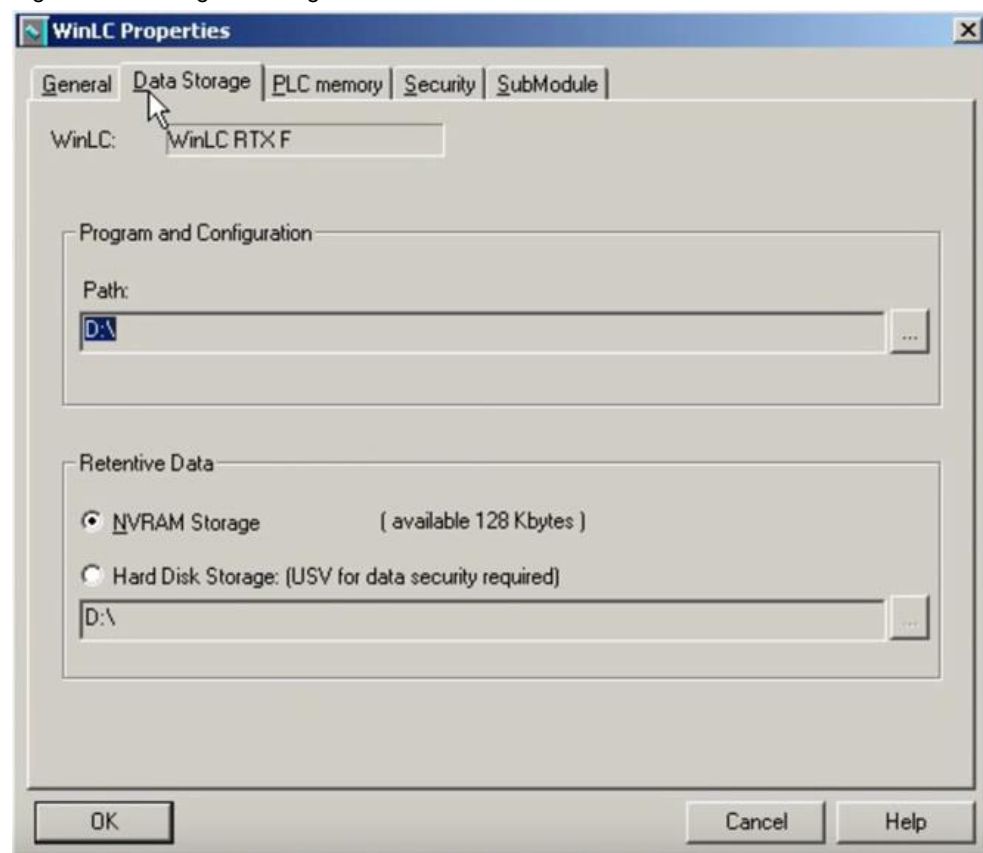 WinLC Properties
General Data Storage PLC memory Security SubModule
WinLC: WinLC RTX F
Program and Configuration
Path:
D:\
...
Retentive Data
NVRAM Storage ( available 128 Kbytes )
Hard Disk Storage: (USV for data security required)
D:\
...
OK Cancel Help